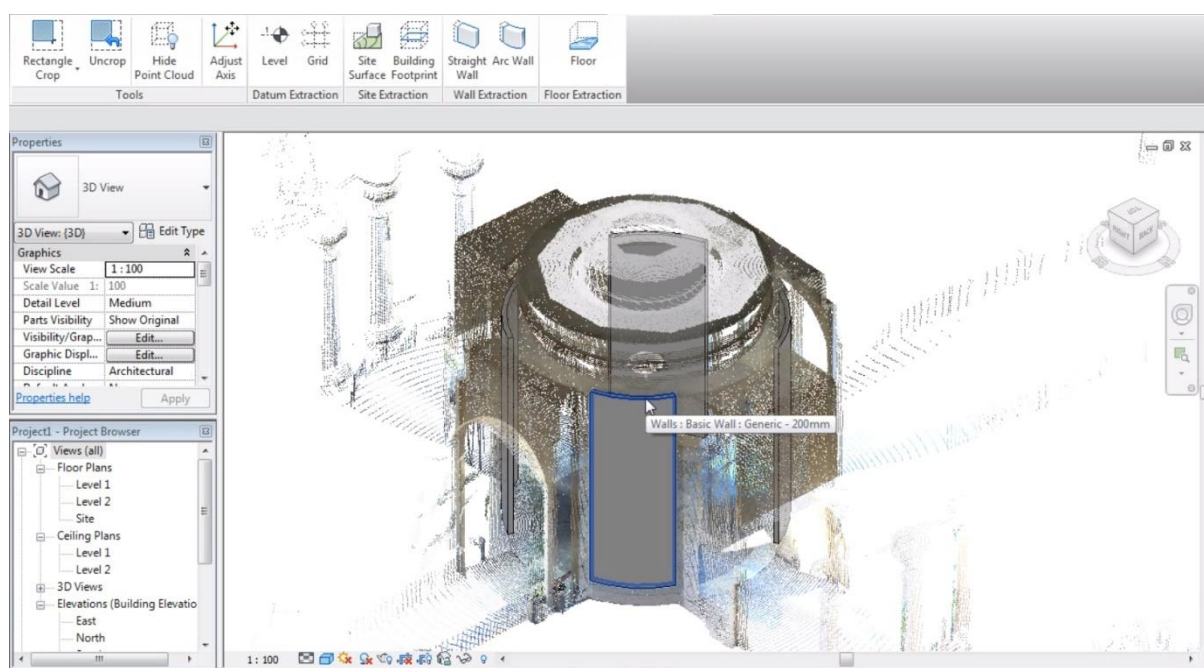 Rectangle Crop
Uncrop
Hide Point Cloud
Adjust Axis
Level
Grid
Site Surface
Building Footprint
Straight Wall
Arc Wall
Floor
Tools
Datum Extraction
Site Extraction
Wall Extraction
Floor Extraction
Properties
3D View
3D View: {3D}
Edit Type
Graphics
View Scale 1 : 100
Scale Value 1: 100
Detail Level Medium
Parts Visibility Show Original
Visibility/Grap... Edit...
Graphic Displ... Edit...
Discipline Architectural
Properties help
Apply
Project1 - Project Browser
Views (all)
Floor Plans
Level 1
Level 2
Site
Ceiling Plans
Level 1
Level 2
3D Views
Elevations (Building Elevatio
East
North
RIGHT
BACK
Walls : Basic Wall : Generic - 200mm
1 : 100